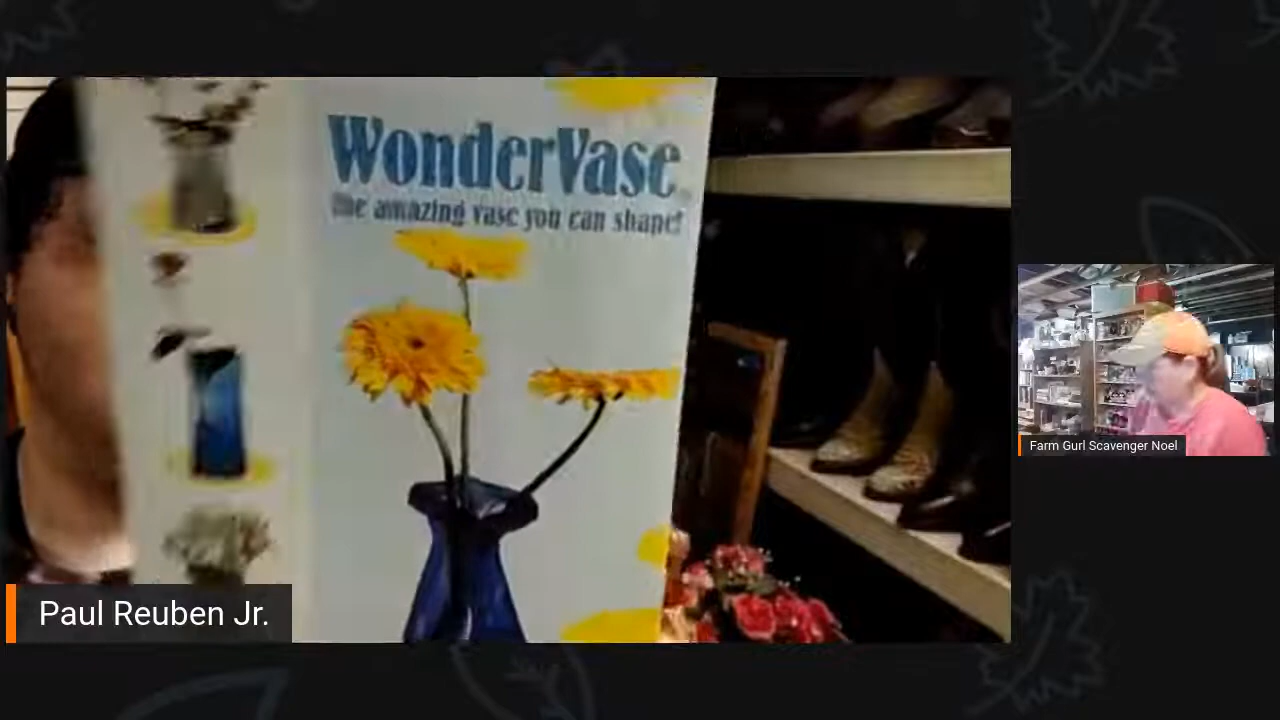 WonderVase
the amazing vase you can shape!
Paul Reuben Jr.
Farm Gurl Scavenger Noel